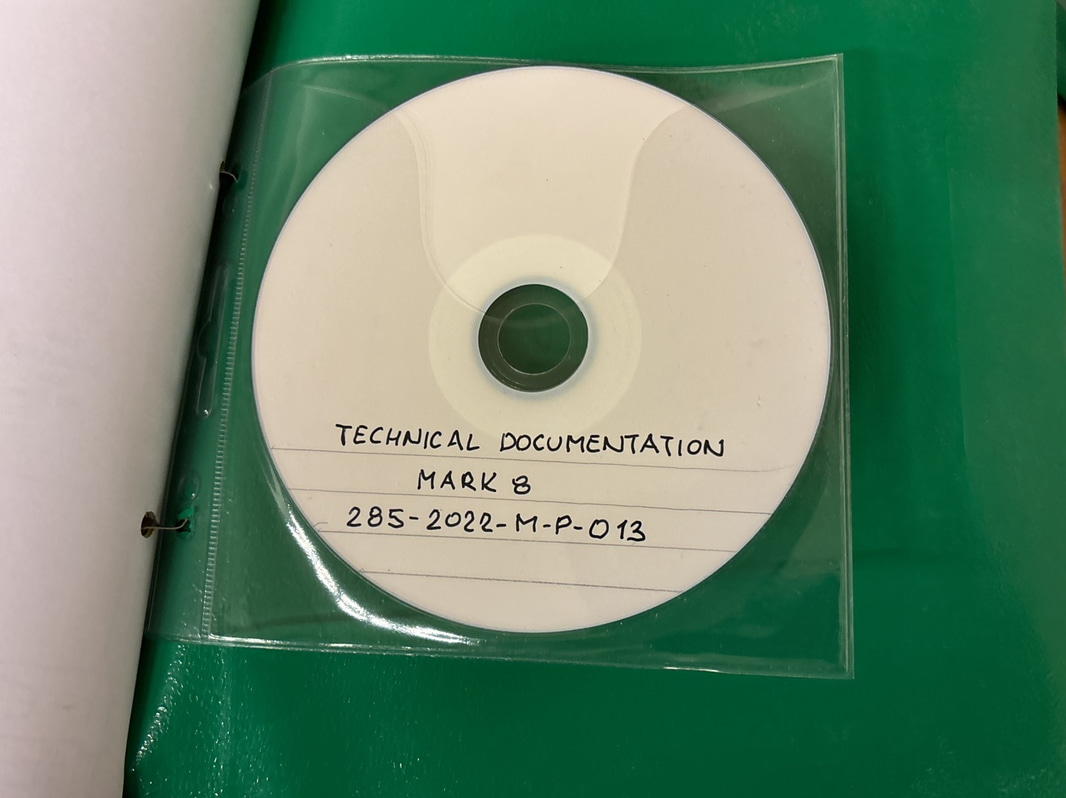 TECHNICAL DOCUMENTATION
MARK 8
285-2022-M-P-013